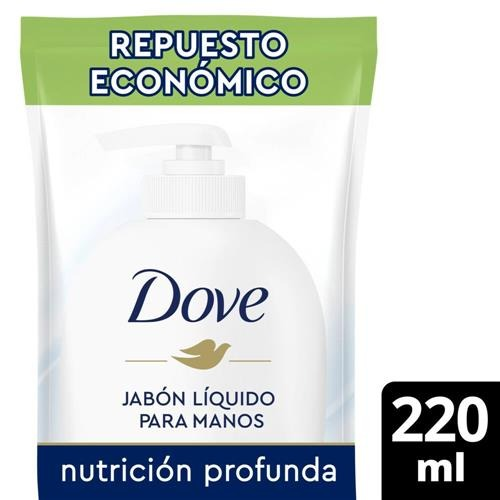 REPUESTO
ECONÓMICO
Dove
JABÓN LÍQUIDO
PARA MANOS
nutrición profunda
220
ml